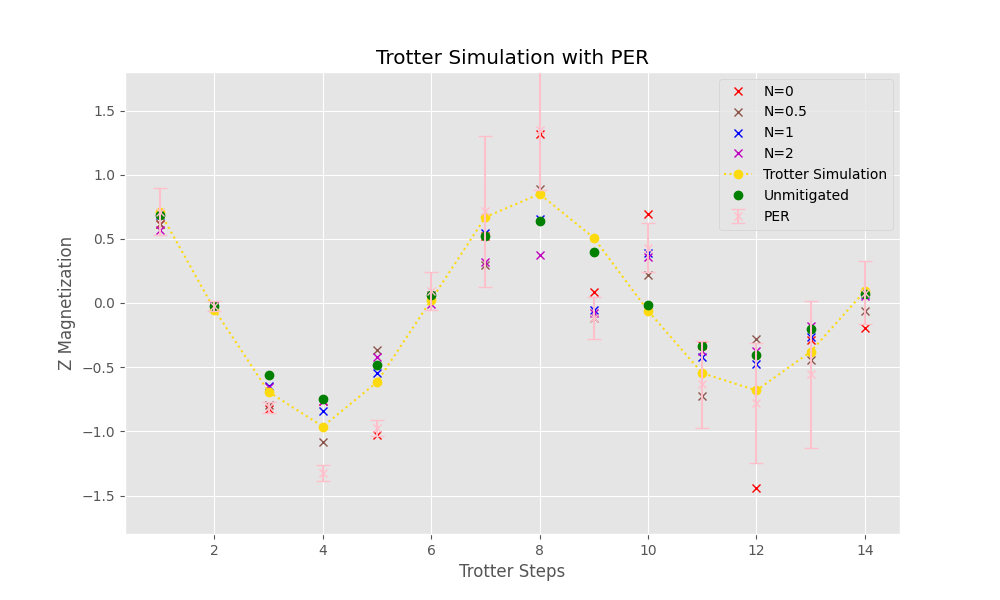 Trotter Simulation with PER
Z Magnetization
1.5
1.0
0.5
0.0
−0.5
−1.0
−1.5
N=0
N=0.5
N=1
N=2
Trotter Simulation
Unmitigated
PER
2 4 6 8 10 12 14
Trotter Steps